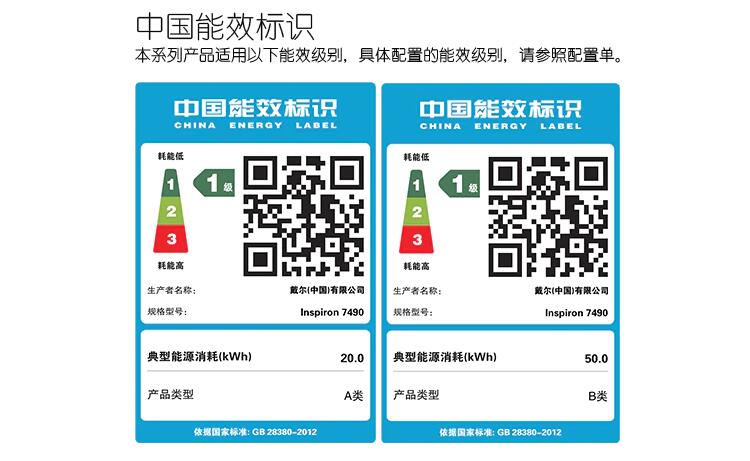 中国能效标识
本系列产品适用以下能效级别，具体配置的能效级别，请参照配置单。
中国能效标识
CHINA ENERGY LABEL
耗能低
1
2
3
耗能高
1级
生产者名称： 戴尔(中国)有限公司
规格型号： Inspiron 7490
典型能源消耗(kWh) 20.0
产品类型 A类
依据国家标准: GB 28380-2012
中国能效标识
CHINA ENERGY LABEL
耗能低
1
2
3
耗能高
1级
生产者名称： 戴尔(中国)有限公司
规格型号： Inspiron 7490
典型能源消耗(kWh) 50.0
产品类型 B类
依据国家标准: GB 28380-2012